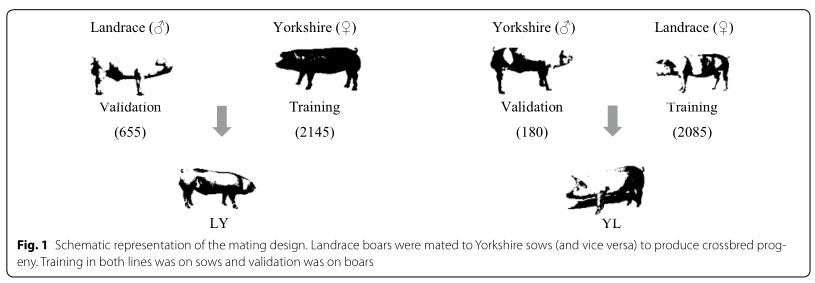 Landrace (♂) Yorkshire (♀) Yorkshire (♂) Landrace (♀)
Validation Training Validation Training
(655) (2145) (180) (2085)
LY YL
Fig. 1 Schematic representation of the mating design. Landrace boars were mated to Yorkshire sows (and vice versa) to produce crossbred prog-
eny. Training in both lines was on sows and validation was on boars